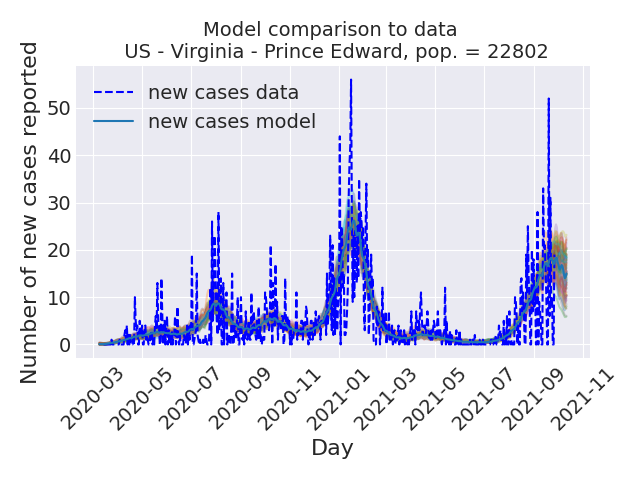 Model comparison to data
US - Virginia - Prince Edward, pop. = 22802
Number of new cases reported
50
40
30
20
10
0
new cases data
new cases model
2020-03
2020-05
2020-07
2020-09
2020-11
2021-01
2021-03
2021-05
2021-07
2021-09
2021-11
Day